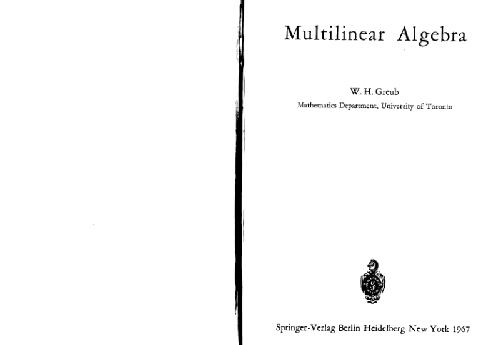 Multilinear Algebra
W. H. Greub
Mathematics Department, University of Toronto
Springer-Verlag Berlin Heidelberg New York 1967